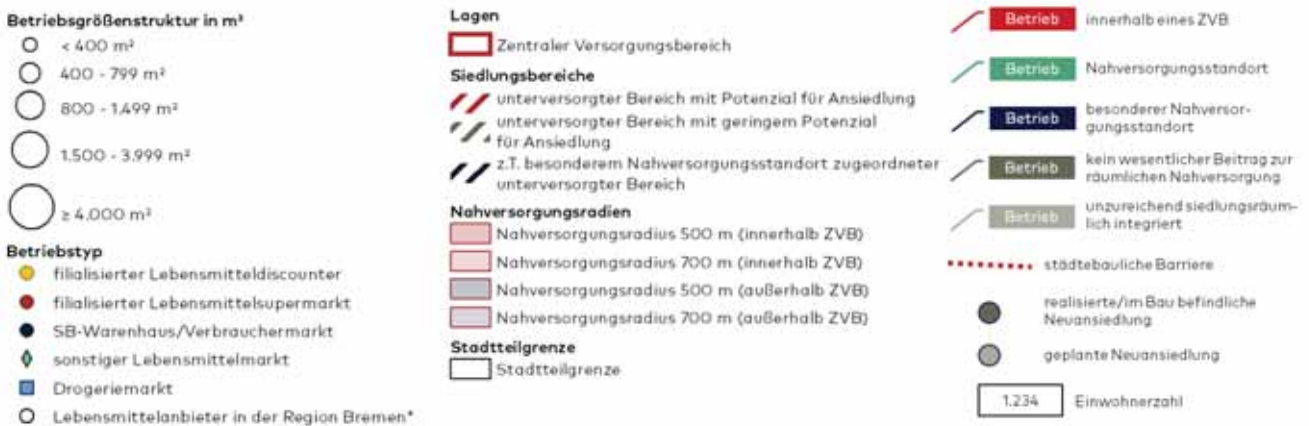 Betriebsgrößenstruktur in m²
< 400 m²
400 - 799 m²
800 - 1.499 m²
1.500 - 3.999 m²
≥ 4.000 m²
Betriebstyp
filialisierter Lebensmitteldiscounter
filialisierter Lebensmittelsupermarkt
SB-Warenhaus/Verbrauchermarkt
sonstiger Lebensmittelmarkt
Drogeriemarkt
Lebensmittelanbieter in der Region Bremen*
Lagen
Zentraler Versorgungsbereich
Siedlungsbereiche
unterversorgter Bereich mit Potenzial für Ansiedlung
unterversorgter Bereich mit geringem Potenzial
für Ansiedlung
z.T. besonderem Nahversorgungsstandort zugeordneter
unterversorgter Bereich
Nahversorgungsradien
Nahversorgungsradius 500 m (innerhalb ZVB)
Nahversorgungsradius 700 m (innerhalb ZVB)
Nahversorgungsradius 500 m (außerhalb ZVB)
Nahversorgungsradius 700 m (außerhalb ZVB)
Stadtteilgrenze
Stadtteilgrenze
Betrieb innerhalb eines ZVB
Betrieb Nahversorgungsstandort
Betrieb besonderer Nahversor-
gungsstandort
Betrieb kein wesentlicher Beitrag zur
räumlichen Nahversorgung
Betrieb unzureichend siedlungsräum-
lich integriert
städtebauliche Barriere
realisierte/im Bau befindliche
Neuansiedlung
geplante Neuansiedlung
1.234 Einwohnerzahl